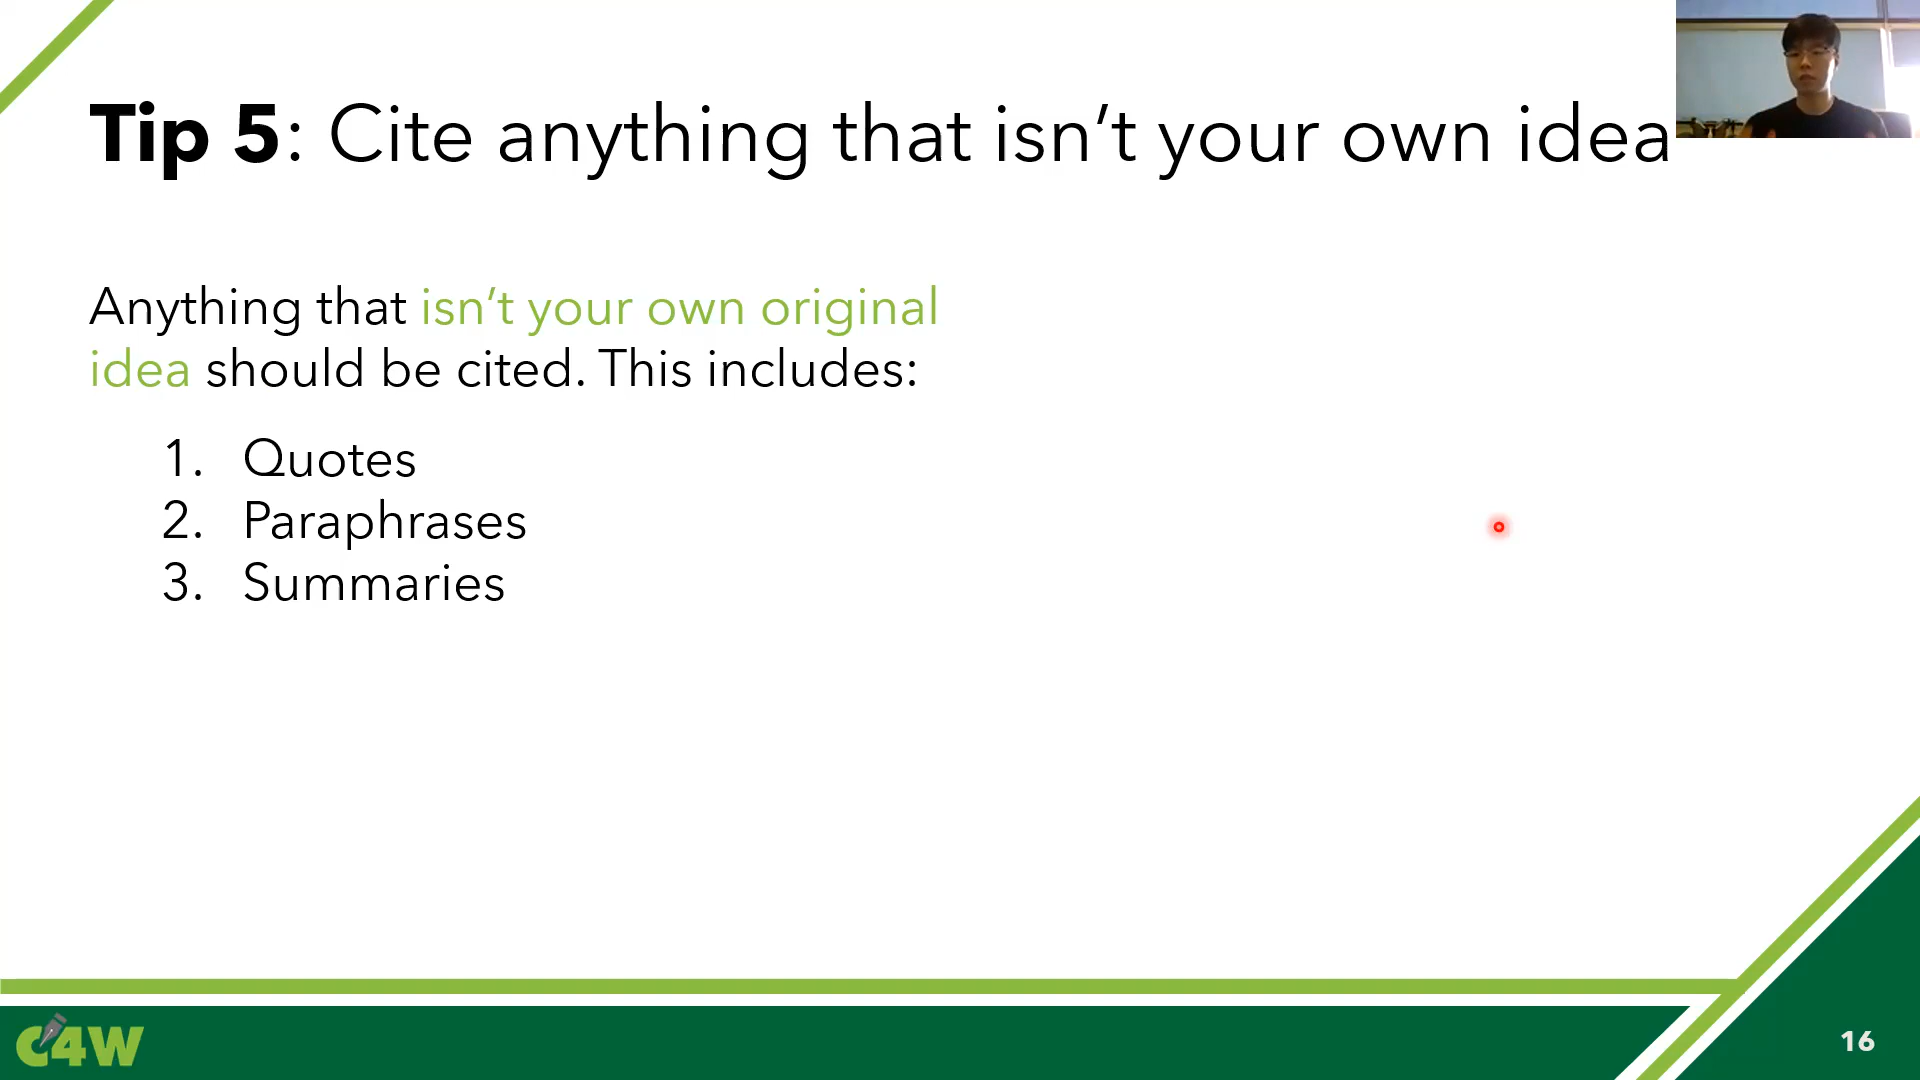 Tip 5: Cite anything that isn’t your own idea
Anything that isn’t your own original
idea should be cited. This includes:
1. Quotes
2. Paraphrases
3. Summaries
C4W
16